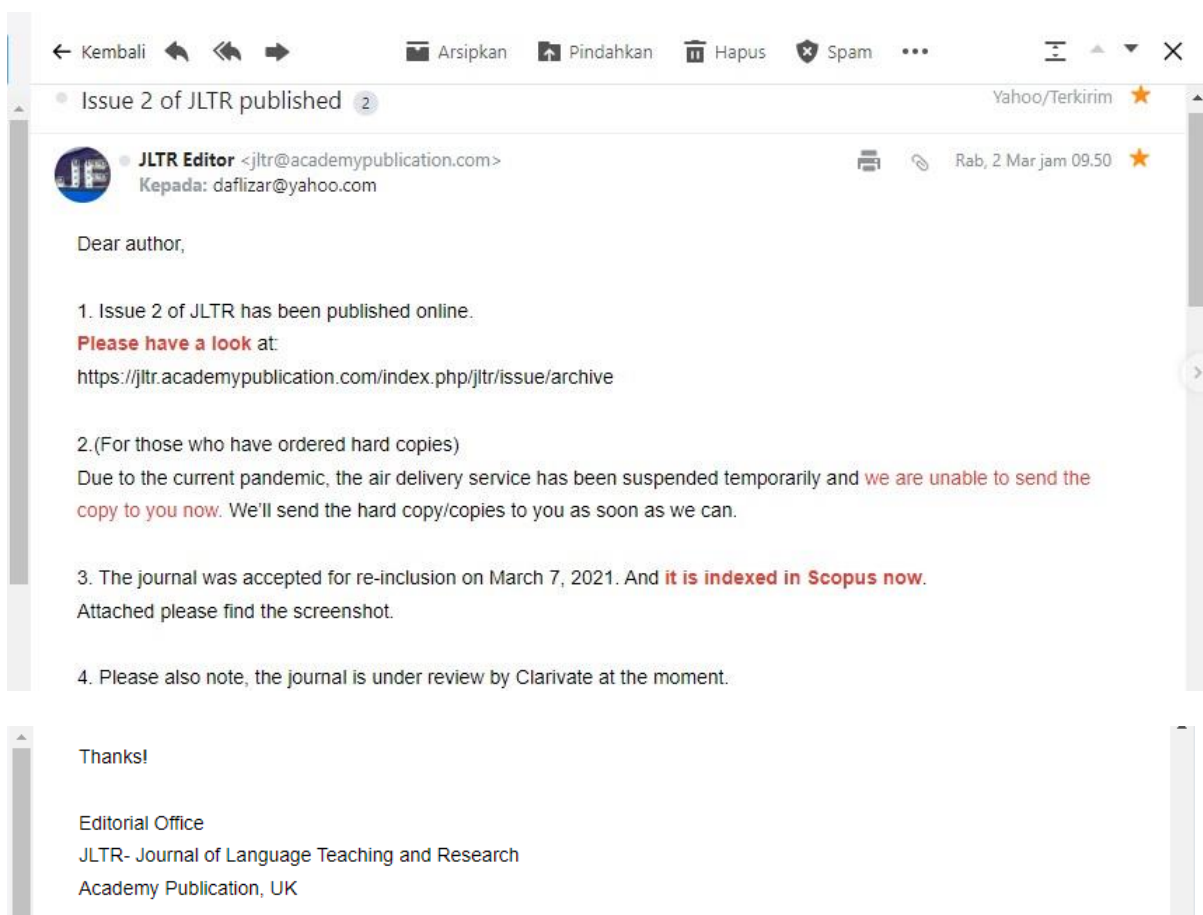 Kembali Arsipkan Pindahkan Hapus Spam
Issue 2 of JLTR published 2 Yahoo/Terkirim
JLTR Editor <jltr@academypublication.com> Rab, 2 Mar jam 09.50
Kepada: daflizar@yahoo.com
Dear author,
1. Issue 2 of JLTR has been published online.
Please have a look at:
https://jltr.academypublication.com/index.php/jltr/issue/archive
2.(For those who have ordered hard copies)
Due to the current pandemic, the air delivery service has been suspended temporarily and we are unable to send the
copy to you now. We'll send the hard copy/copies to you as soon as we can.
3. The journal was accepted for re-inclusion on March 7, 2021. And it is indexed in Scopus now.
Attached please find the screenshot.
4. Please also note, the journal is under review by Clarivate at the moment.
Thanks!
Editorial Office
JLTR- Journal of Language Teaching and Research
Academy Publication, UK